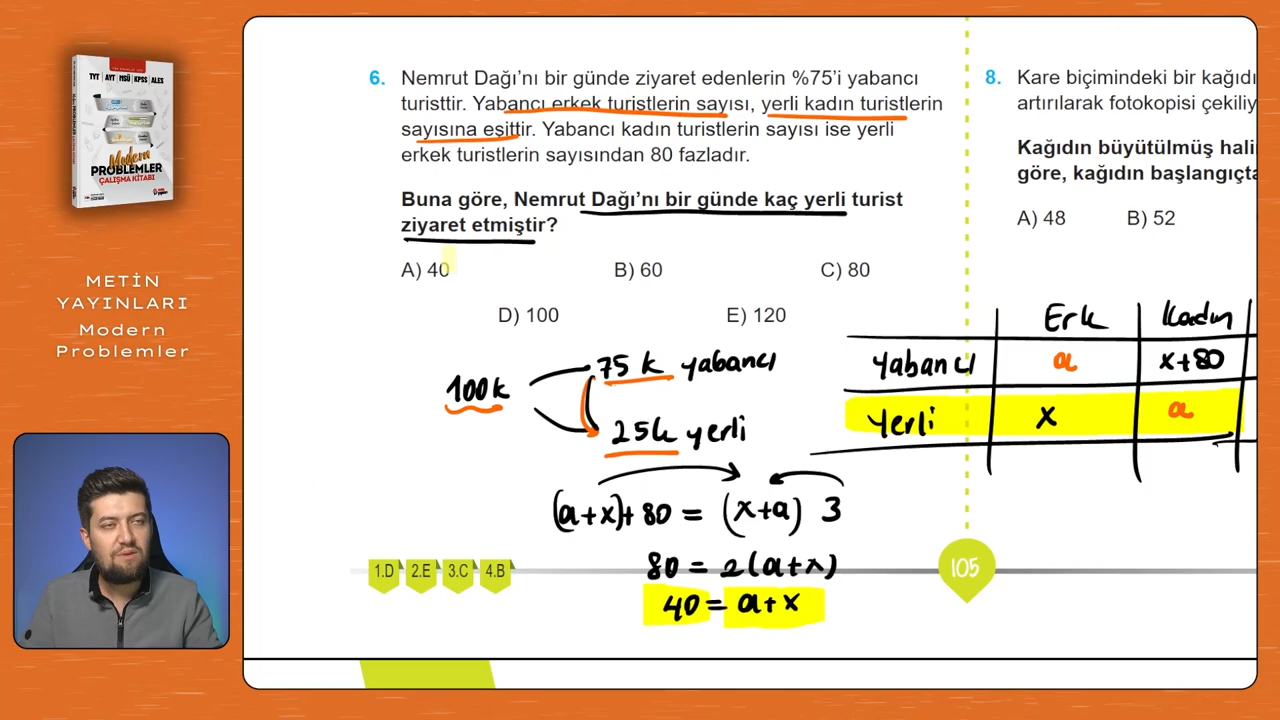 TYT | AYT | MSÜ | KPSS | ALES
Modern
PROBLEMLER
ÇALIŞMA KİTABI
METİN
YAYINLARI
Modern
Problemler
6. Nemrut Dağı’nı bir günde ziyaret edenlerin %75’i yabancı
turisttir. Yabancı erkek turistlerin sayısı, yerli kadın turistlerin
sayısına eşittir. Yabancı kadın turistlerin sayısı ise yerli
erkek turistlerin sayısından 80 fazladır.
Buna göre, Nemrut Dağı’nı bir günde kaç yerli turist
ziyaret etmiştir?
A) 40 B) 60 C) 80
D) 100 E) 120
100k
75 k yabancı
25k yerli
(a+x)+80 = (x+a) 3
80 = 2(a+x)
40 = a+x
1.D 2.E 3.C 4.B
105
8. Kare biçimindeki bir kağıdı
artırılarak fotokopisi çekiliy
Kağıdın büyütülmüş hali
göre, kağıdın başlangıçta
A) 48 B) 52
Erk Kadın
yabancı a x+80
yerli x a